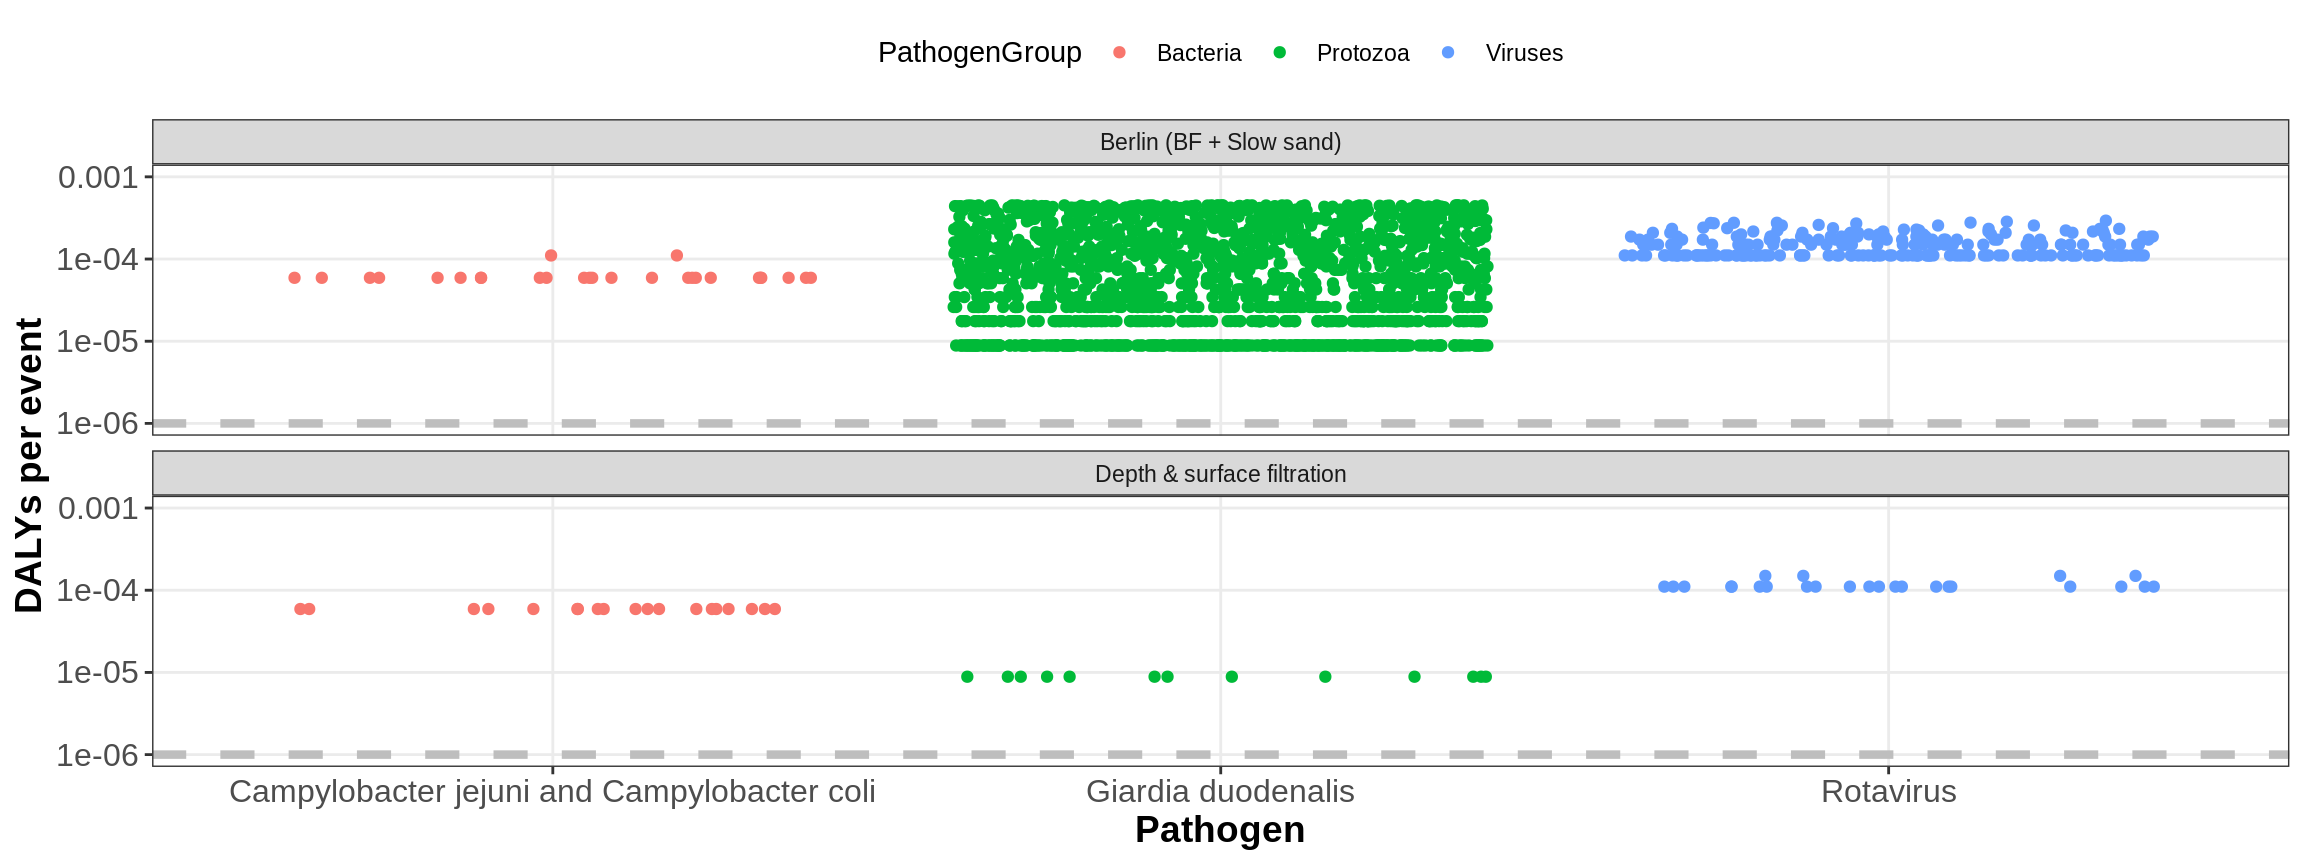 PathogenGroup Bacteria Protozoa Viruses
Berlin (BF + Slow sand)
0.001
1e-04
1e-05
1e-06
Depth & surface filtration
0.001
1e-04
1e-05
1e-06
DALYs per event
Campylobacter jejuni and Campylobacter coli Giardia duodenalis Rotavirus
Pathogen